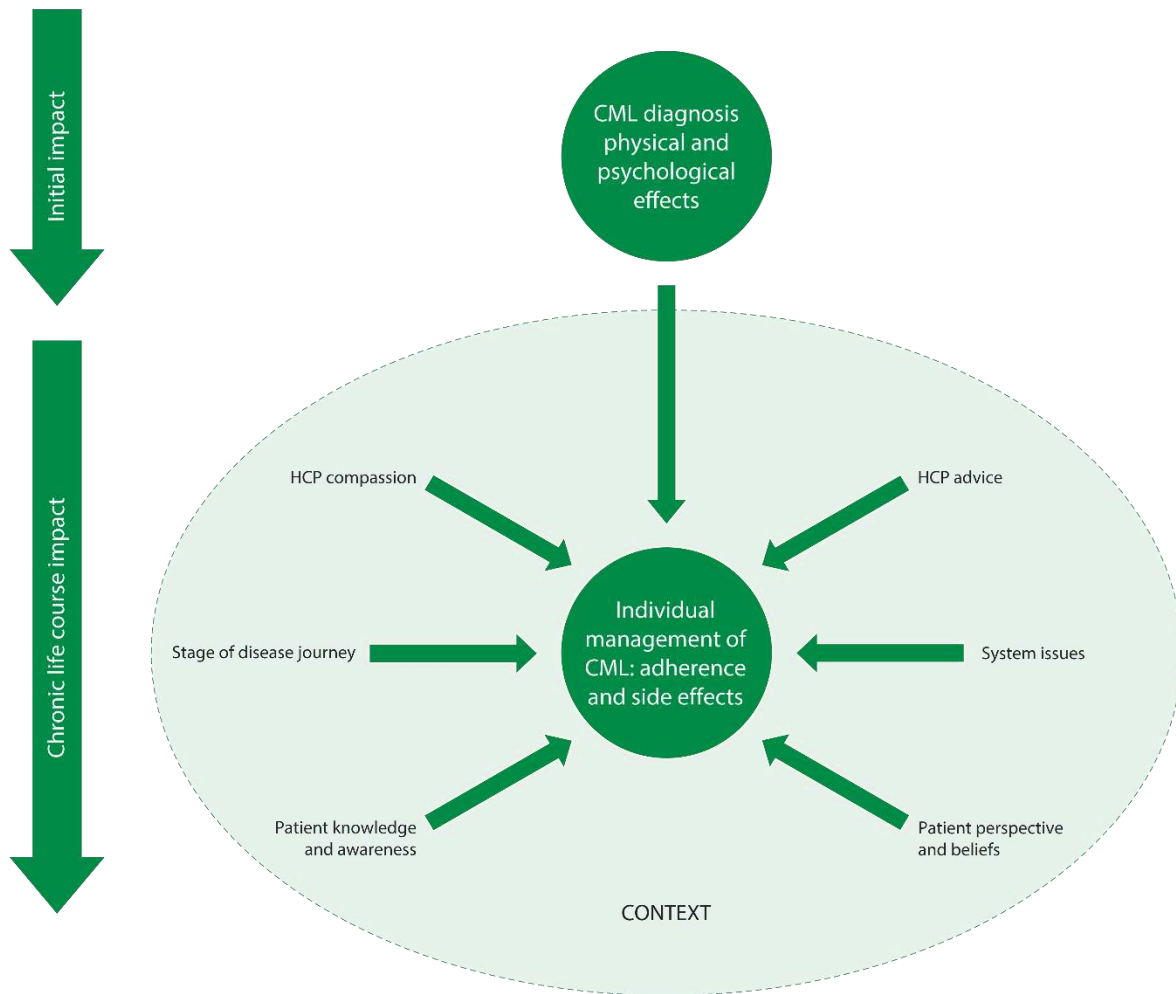 Initial impact
CML diagnosis
physical and
psychological
effects
Chronic life course impact
HCP compassion
HCP advice
Stage of disease journey
Individual
management of
CML: adherence
and side effects
System issues
Patient knowledge
and awareness
Patient perspective
and beliefs
CONTEXT